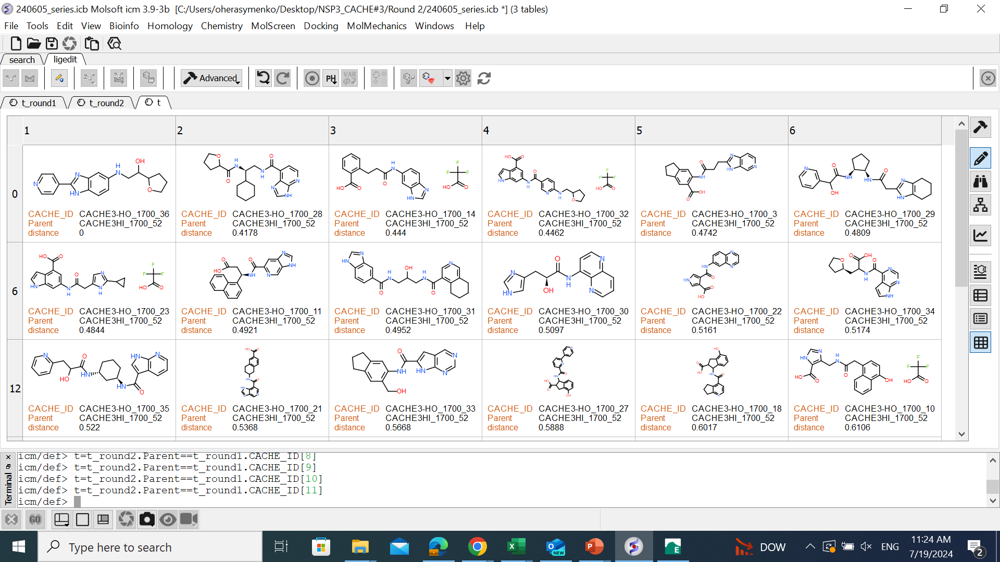 240605_series.icb Molsoft icm 3.9-3b [C:/Users/oherasymenko/Desktop/NSP3_CACHE#3/Round 2/240605_series.icb *] (3 tables)
File Tools Edit View Bioinfo Homology Chemistry MolScreen Docking MolMechanics Windows Help
search ligedit
Advanced PH VAR φ2
t_round1 t_round2 t
1 2 3 4 5 6
0
CACHE_ID CACHE3-HO_1700_36 CACHE_ID CACHE3-HO_1700_28 CACHE_ID CACHE3-HO_1700_14 CACHE_ID CACHE3-HO_1700_32 CACHE_ID CACHE3-HO_1700_3 CACHE_ID CACHE3-HO_1700_29
Parent CACHE3HI_1700_52 Parent CACHE3HI_1700_52 Parent CACHE3HI_1700_52 Parent CACHE3HI_1700_52 Parent CACHE3HI_1700_52 Parent CACHE3HI_1700_52
distance 0 distance 0.4178 distance 0.444 distance 0.4462 distance 0.4742 distance 0.4809
6
CACHE_ID CACHE3-HO_1700_23 CACHE_ID CACHE3-HO_1700_11 CACHE_ID CACHE3-HO_1700_31 CACHE_ID CACHE3-HO_1700_30 CACHE_ID CACHE3-HO_1700_22 CACHE_ID CACHE3-HO_1700_34
Parent CACHE3HI_1700_52 Parent CACHE3HI_1700_52 Parent CACHE3HI_1700_52 Parent CACHE3HI_1700_52 Parent CACHE3HI_1700_52 Parent CACHE3HI_1700_52
distance 0.4844 distance 0.4921 distance 0.4952 distance 0.5097 distance 0.5161 distance 0.5174
12
CACHE_ID CACHE3-HO_1700_35 CACHE_ID CACHE3-HO_1700_21 CACHE_ID CACHE3-HO_1700_33 CACHE_ID CACHE3-HO_1700_27 CACHE_ID CACHE3-HO_1700_18 CACHE_ID CACHE3-HO_1700_10
Parent CACHE3HI_1700_52 Parent CACHE3HI_1700_52 Parent CACHE3HI_1700_52 Parent CACHE3HI_1700_52 Parent CACHE3HI_1700_52 Parent CACHE3HI_1700_52
distance 0.522 distance 0.5368 distance 0.5668 distance 0.5888 distance 0.6017 distance 0.6106
Terminal
icm/def> t=t_round2.Parent==t_round1.CACHE_ID[8]
icm/def> t=t_round2.Parent==t_round1.CACHE_ID[9]
icm/def> t=t_round2.Parent==t_round1.CACHE_ID[10]
icm/def> t=t_round2.Parent==t_round1.CACHE_ID[11]
icm/def>
GO
Type here to search
NEW
DOW
ENG
11:24 AM
7/19/2024
2